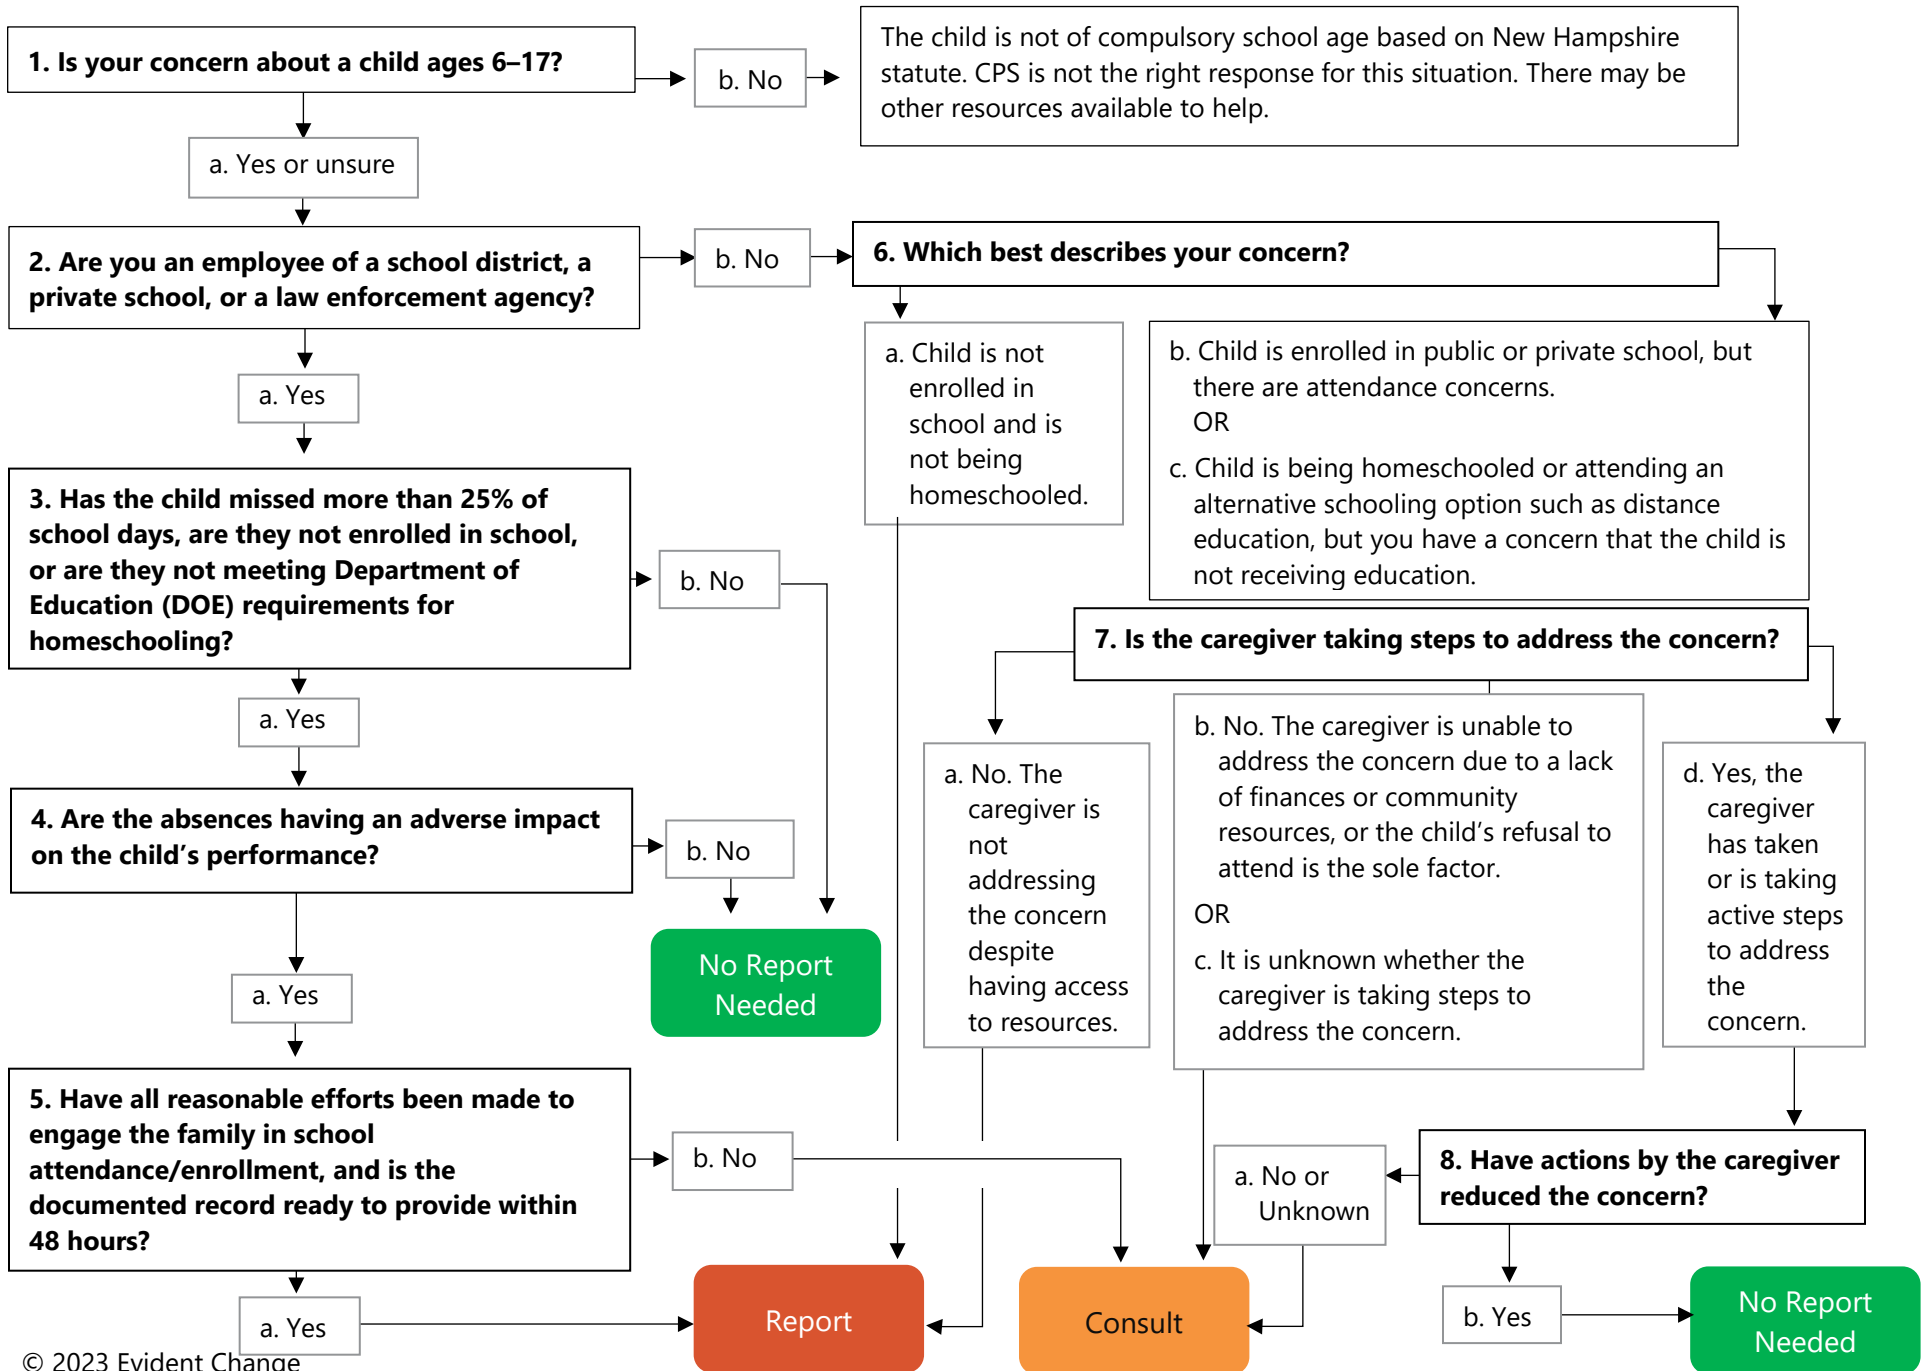 1. Is your concern about a child ages 6–17?
b. No
The child is not of compulsory school age based on New Hampshire
statute. CPS is not the right response for this situation. There may be
other resources available to help.
a. Yes or unsure
2. Are you an employee of a school district, a
private school, or a law enforcement agency?
b. No
6. Which best describes your concern?
a. Yes
a. Child is not
enrolled in
school and is
not being
homeschooled.
b. Child is enrolled in public or private school, but
there are attendance concerns.
OR
c. Child is being homeschooled or attending an
alternative schooling option such as distance
education, but you have a concern that the child is
not receiving education.
3. Has the child missed more than 25% of
school days, are they not enrolled in school,
or are they not meeting Department of
Education (DOE) requirements for
homeschooling?
b. No
a. Yes
7. Is the caregiver taking steps to address the concern?
a. No. The
caregiver is
not
addressing
the concern
despite
having access
to resources.
b. No. The caregiver is unable to
address the concern due to a lack
of finances or community
resources, or the child’s refusal to
attend is the sole factor.
OR
c. It is unknown whether the
caregiver is taking steps to
address the concern.
d. Yes, the
caregiver
has taken
or is taking
active steps
to address
the
concern.
4. Are the absences having an adverse impact
on the child’s performance?
b. No
No Report
Needed
a. Yes
5. Have all reasonable efforts been made to
engage the family in school
attendance/enrollment, and is the
documented record ready to provide within
48 hours?
b. No
a. No or
Unknown
8. Have actions by the caregiver
reduced the concern?
a. Yes
Report
Consult
b. Yes
No Report
Needed
© 2023 Evident Change